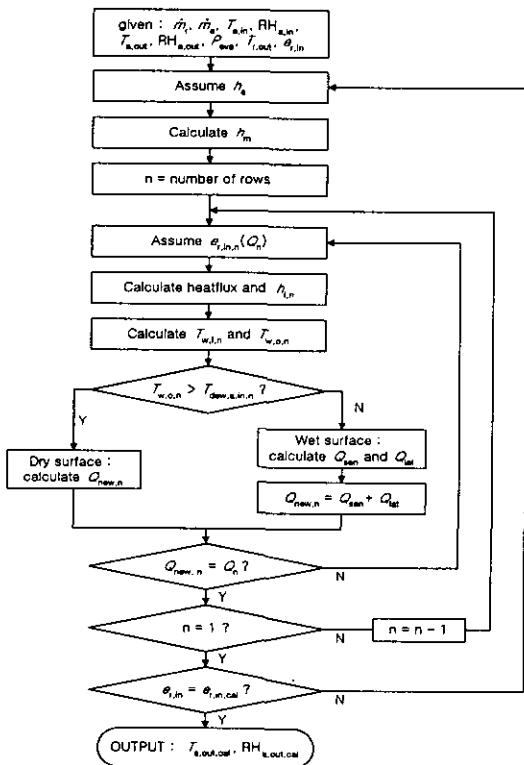 given : ṁr, ṁa, Ta,in, RHa,in,
Ta,out, RHa,out, Peva, Tr,out, er,in
Assume ha
Calculate hm
n = number of rows
Assume er,in,n(Qn)
Calculate heatflux and hi,n
Calculate Tw,i,n and Tw,o,n
Tw,o,n > Tdew,a,in,n ?
Y
N
Dry surface :
calculate Qnew,n
Wet surface :
calculate Qsen and Qlat
Qnew,n = Qsen + Qlat
Qnew,n = Qn ?
N
Y
n = 1 ?
N
n = n - 1
Y
er,in = er,in,cal ?
N
Y
OUTPUT : Ta,out,cal, RHa,out,cal